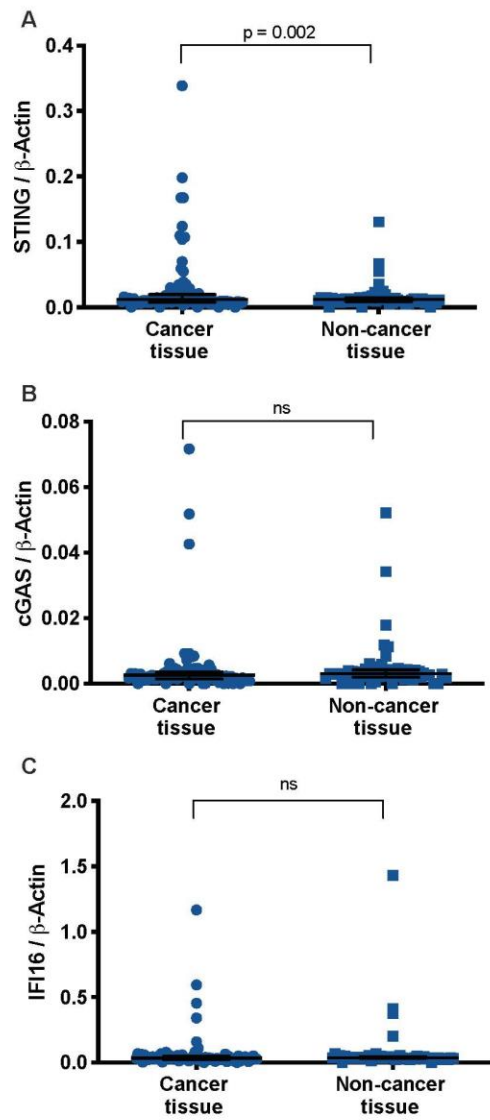 A
p = 0.002
STING / β-Actin
0.4
0.3
0.2
0.1
0.0
Cancer
tissue
Non-cancer
tissue
B
ns
cGAS / β-Actin
0.08
0.06
0.04
0.02
0.00
Cancer
tissue
Non-cancer
tissue
C
ns
IFI16 / β-Actin
2.0
1.5
1.0
0.5
0.0
Cancer
tissue
Non-cancer
tissue